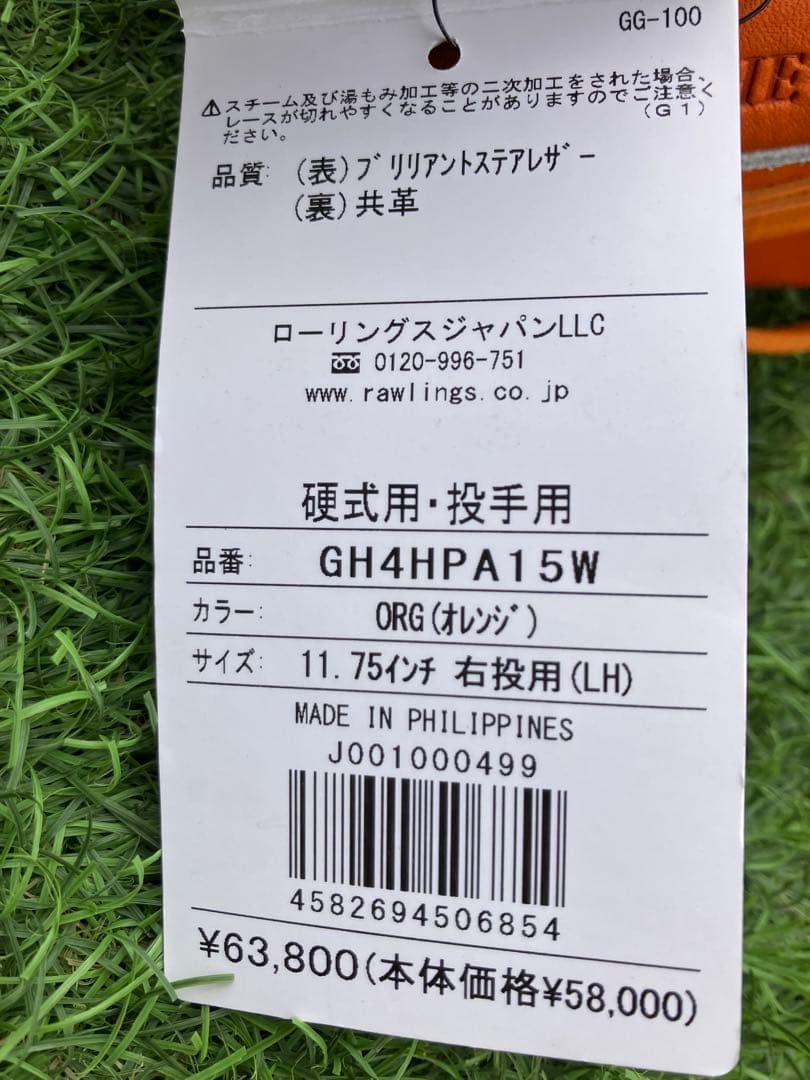 GG-100
⚠スチーム及び湯もみ加工等の二次加工をされた場合、
レースが切れやすくなることがありますのでご注意く
ださい。
(G1)
品質: (表)ﾌﾞﾘﾘｱﾝﾄｽﾃｱﾚｻﾞｰ
(裏)共革
ローリングスジャパンLLC
0120-996-751
www.rawlings.co.jp
硬式用・投手用
品番: GH4HPA15W
カラー: ORG(ｵﾚﾝｼﾞ)
サイズ: 11.75ｲﾝﾁ 右投用(LH)
MADE IN PHILIPPINES
J001000499
4582694506854
¥63,800(本体価格¥58,000)